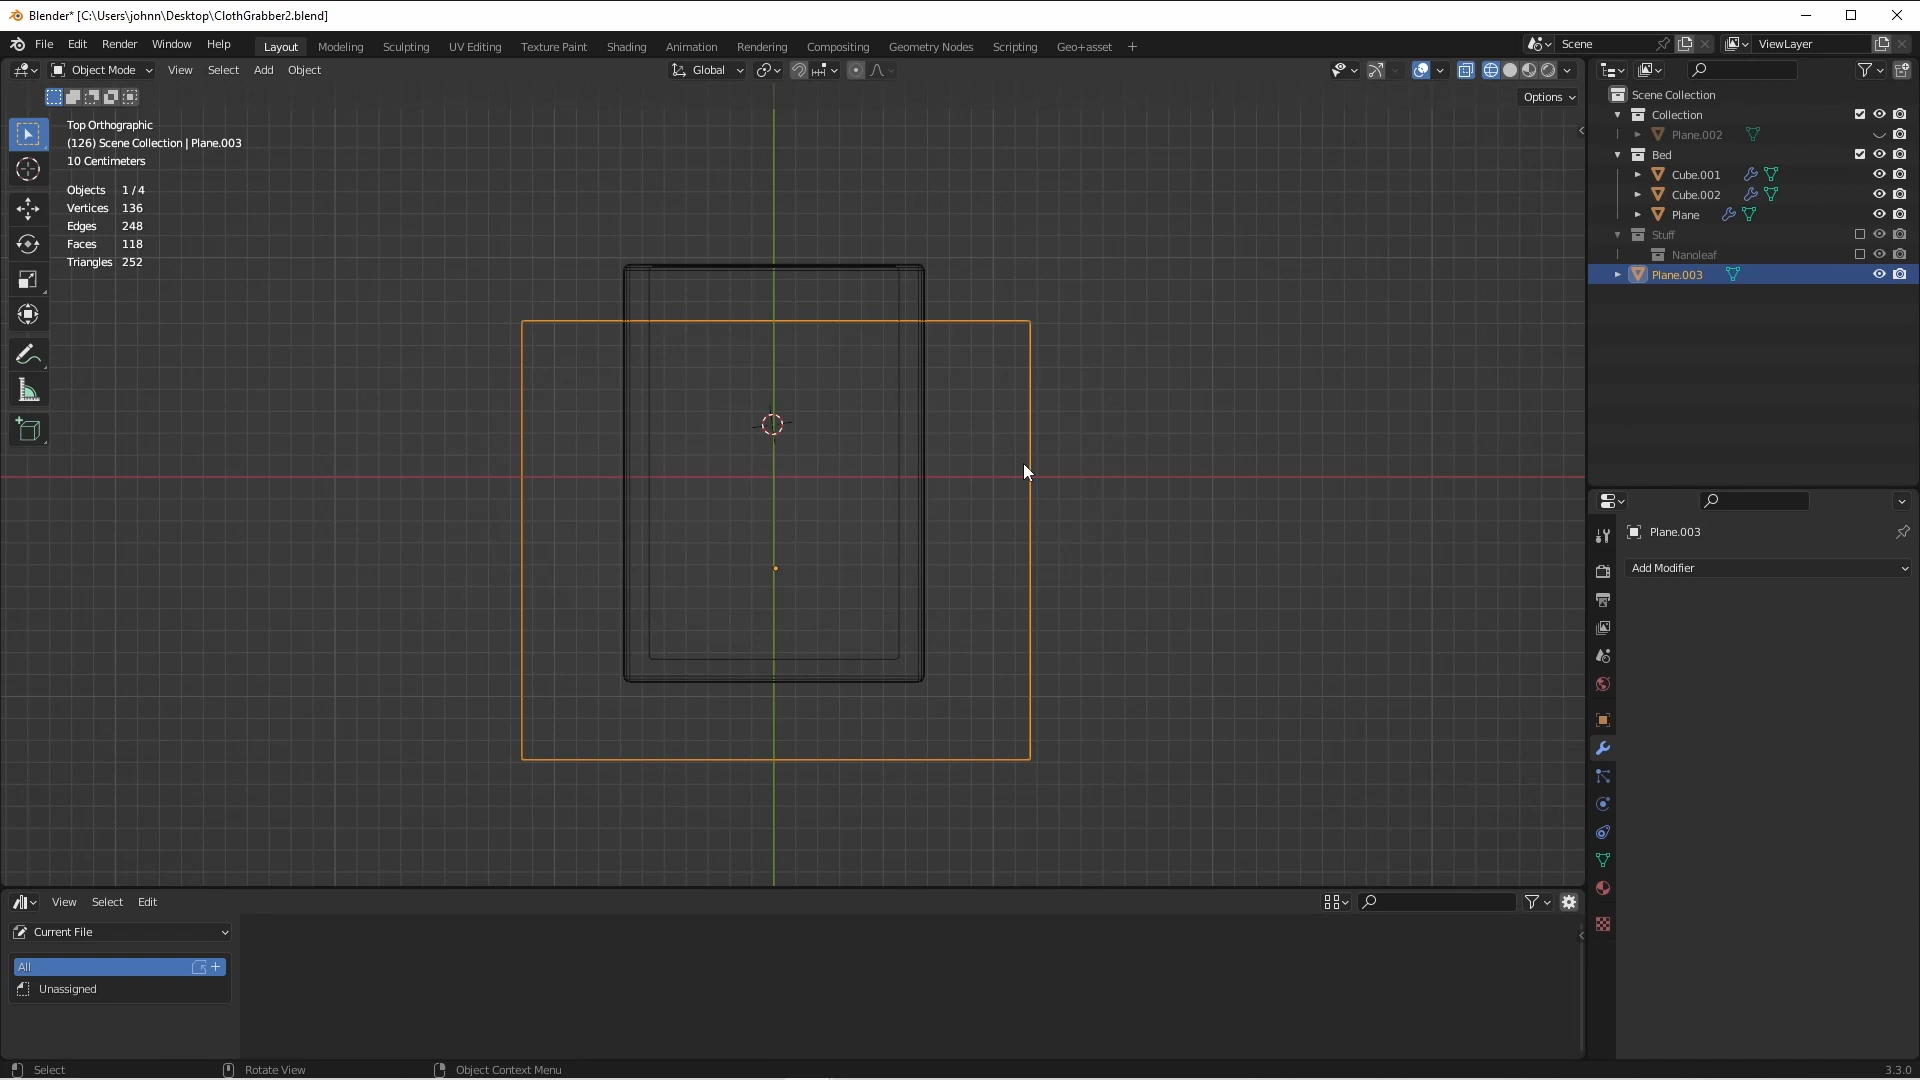 Blender* [C:\Users\johnn\Desktop\ClothGrabber2.blend]
File Edit Render Window Help Layout Modeling Sculpting UV Editing Texture Paint Shading Animation Rendering Compositing Geometry Nodes Scripting Geo+asset + Scene ViewLayer
Object Mode View Select Add Object Global
Options
Top Orthographic
(126) Scene Collection | Plane.003
10 Centimeters
Objects 1 / 4
Vertices 136
Edges 248
Faces 118
Triangles 252
Scene Collection
Collection
Plane.002
Bed
Cube.001
Cube.002
Plane
Stuff
Nanoleaf
Plane.003
Plane.003
Add Modifier
View Select Edit
Current File
All
Unassigned
Select Rotate View Object Context Menu 3.3.0